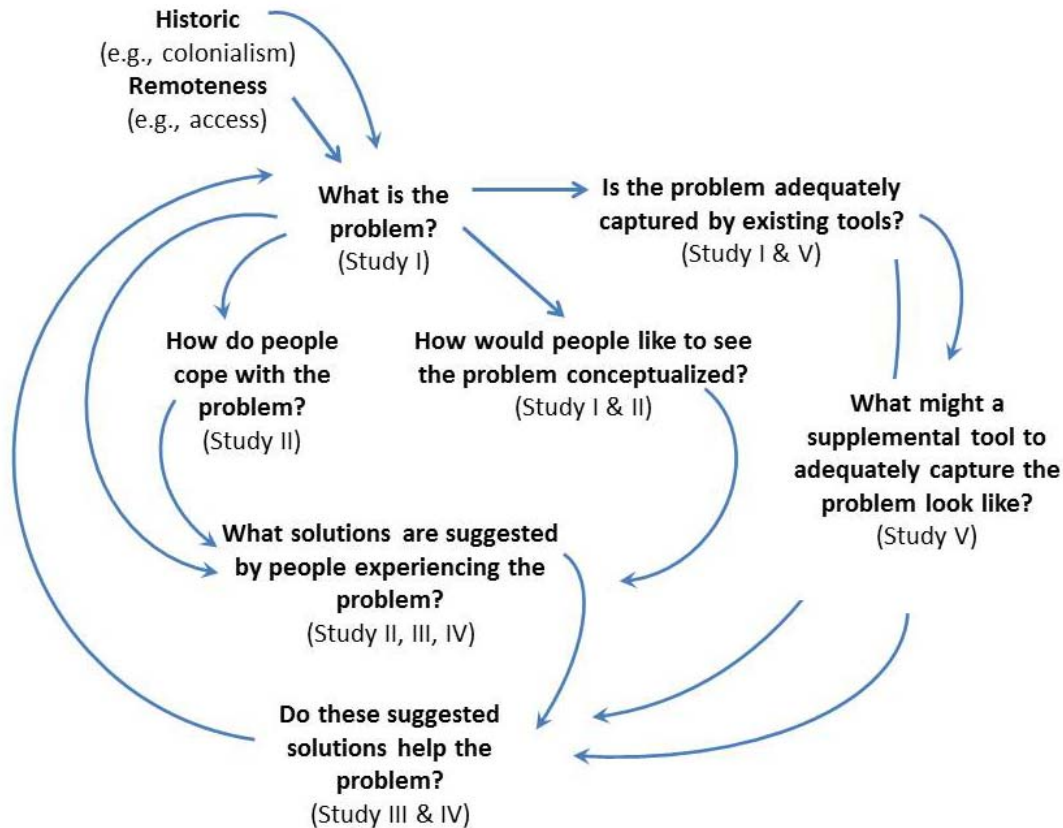 Historic
(e.g., colonialism)
Remoteness
(e.g., access)
What is the
problem?
(Study I)
Is the problem adequately
captured by existing tools?
(Study I & V)
How do people
cope with the
problem?
(Study II)
How would people like to see
the problem conceptualized?
(Study I & II)
What might a
supplemental tool to
adequately capture the
problem look like?
(Study V)
What solutions are suggested
by people experiencing the
problem?
(Study II, III, IV)
Do these suggested
solutions help the
problem?
(Study III & IV)